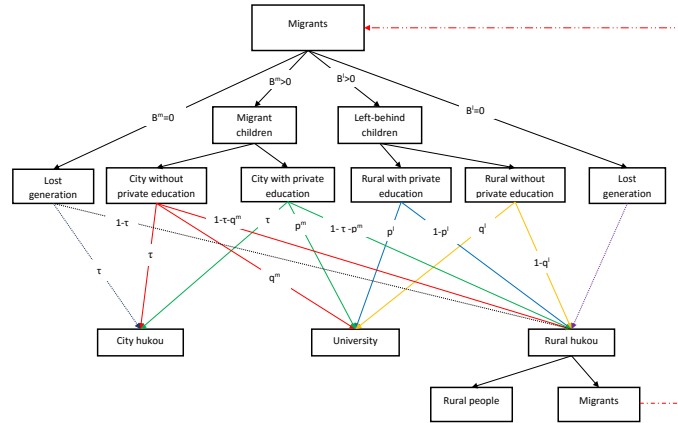 Migrants
B^m=0
B^m>0
B^l>0
B^l=0
Migrant
children
Left-behind
children
Lost
generation
City without
private education
City with private
education
Rural with private
education
Rural without
private education
Lost
generation
1-τ
1-τ-q^m
τ
p^m
1- τ -p^m
p^l
1-p^l
q^l
τ
τ
q^m
1-q^l
City hukou
University
Rural hukou
Rural people
Migrants